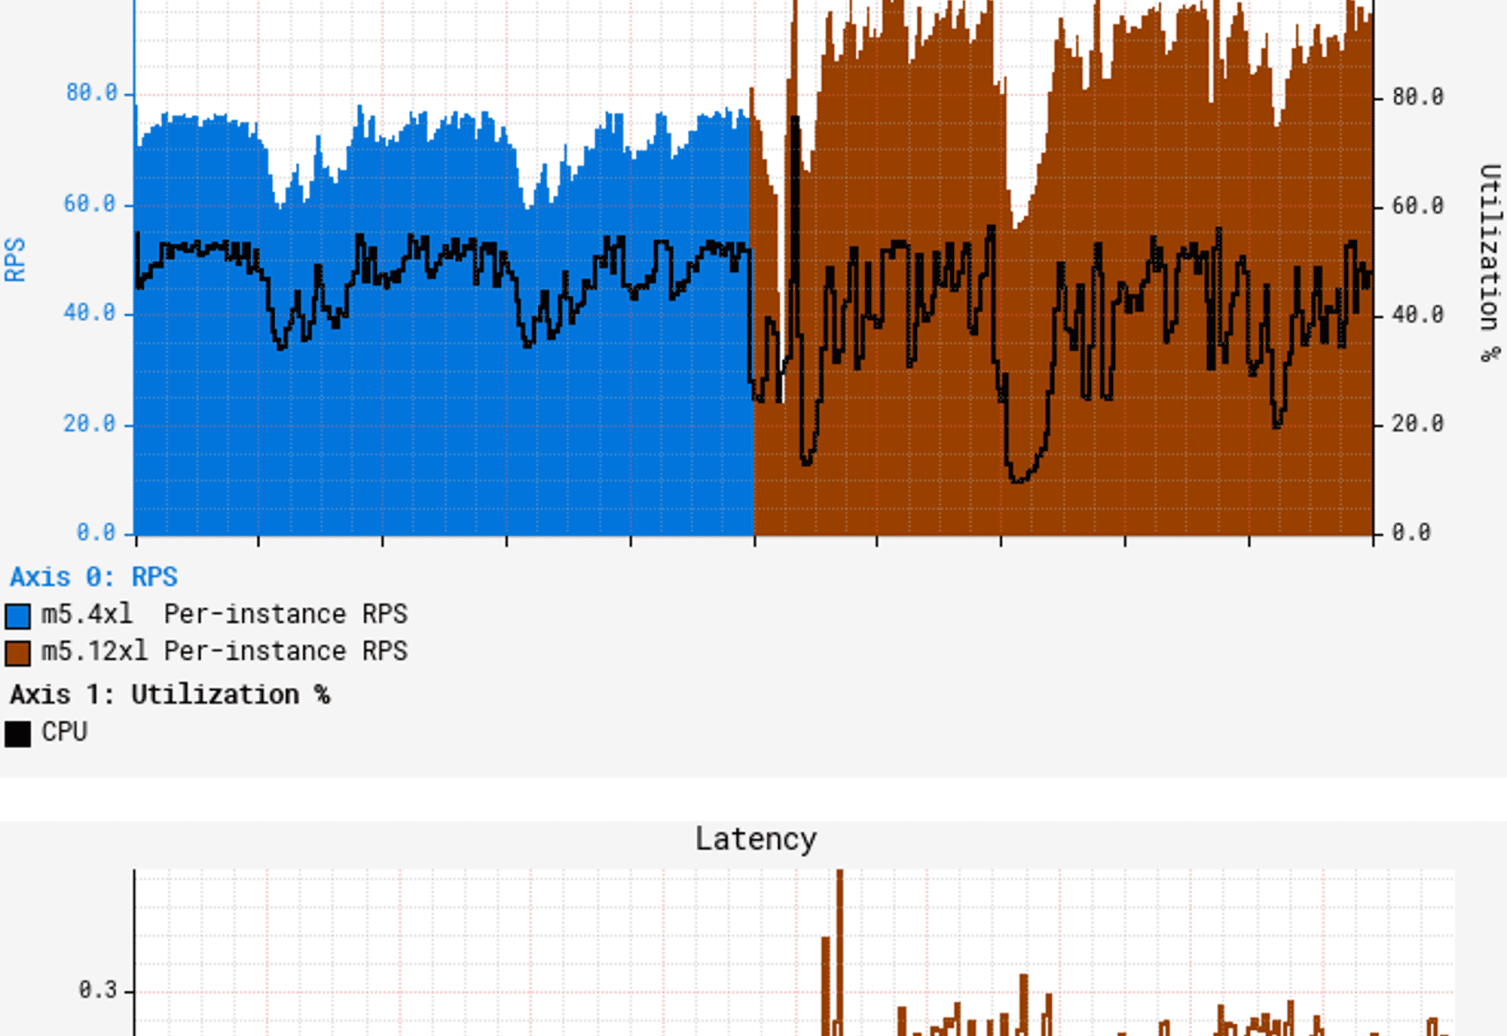 80.0
60.0
40.0
20.0
0.0
RPS
80.0
60.0
40.0
20.0
0.0
Utilization %
Axis 0: RPS
m5.4xl  Per-instance RPS
m5.12xl Per-instance RPS
Axis 1: Utilization %
CPU
Latency
0.3